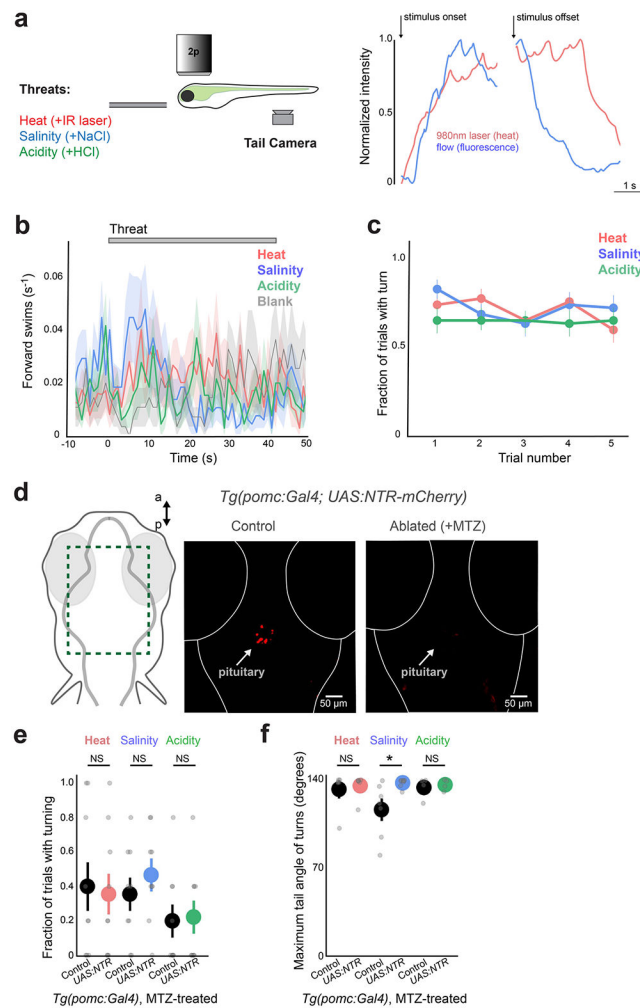 a
2p
Threats:
Heat (+IR laser)
Salinity (+NaCl)
Acidity (+HCl)
Tail Camera
stimulus onset
stimulus offset
Normalized intensity
1.0
0.5
0
980nm laser (heat)
flow (fluorescence)
1 s
b
Threat
Heat
Salinity
Acidity
Blank
Forward swims (s-1)
0.06
0.04
0.02
0
-10
0
10
20
30
40
50
Time (s)
c
Heat
Salinity
Acidity
Fraction of trials with turn
1.0
0.5
0
1
2
3
4
5
Trial number
d
a
p
Tg(pomc:Gal4; UAS:NTR-mCherry)
Control
Ablated (+MTZ)
pituitary
50 µm
pituitary
50 µm
e
Heat
Salinity
Acidity
NS
NS
NS
Fraction of trials with turning
1.0
0.8
0.6
0.4
0.2
0
Control
UAS:NTR
Control
UAS:NTR
Control
UAS:NTR
Tg(pomc:Gal4), MTZ-treated
f
Heat
Salinity
Acidity
NS
*
NS
Maximum tail angle of turns (degrees)
140
70
0
Control
UAS:NTR
Control
UAS:NTR
Control
UAS:NTR
Tg(pomc:Gal4), MTZ-treated